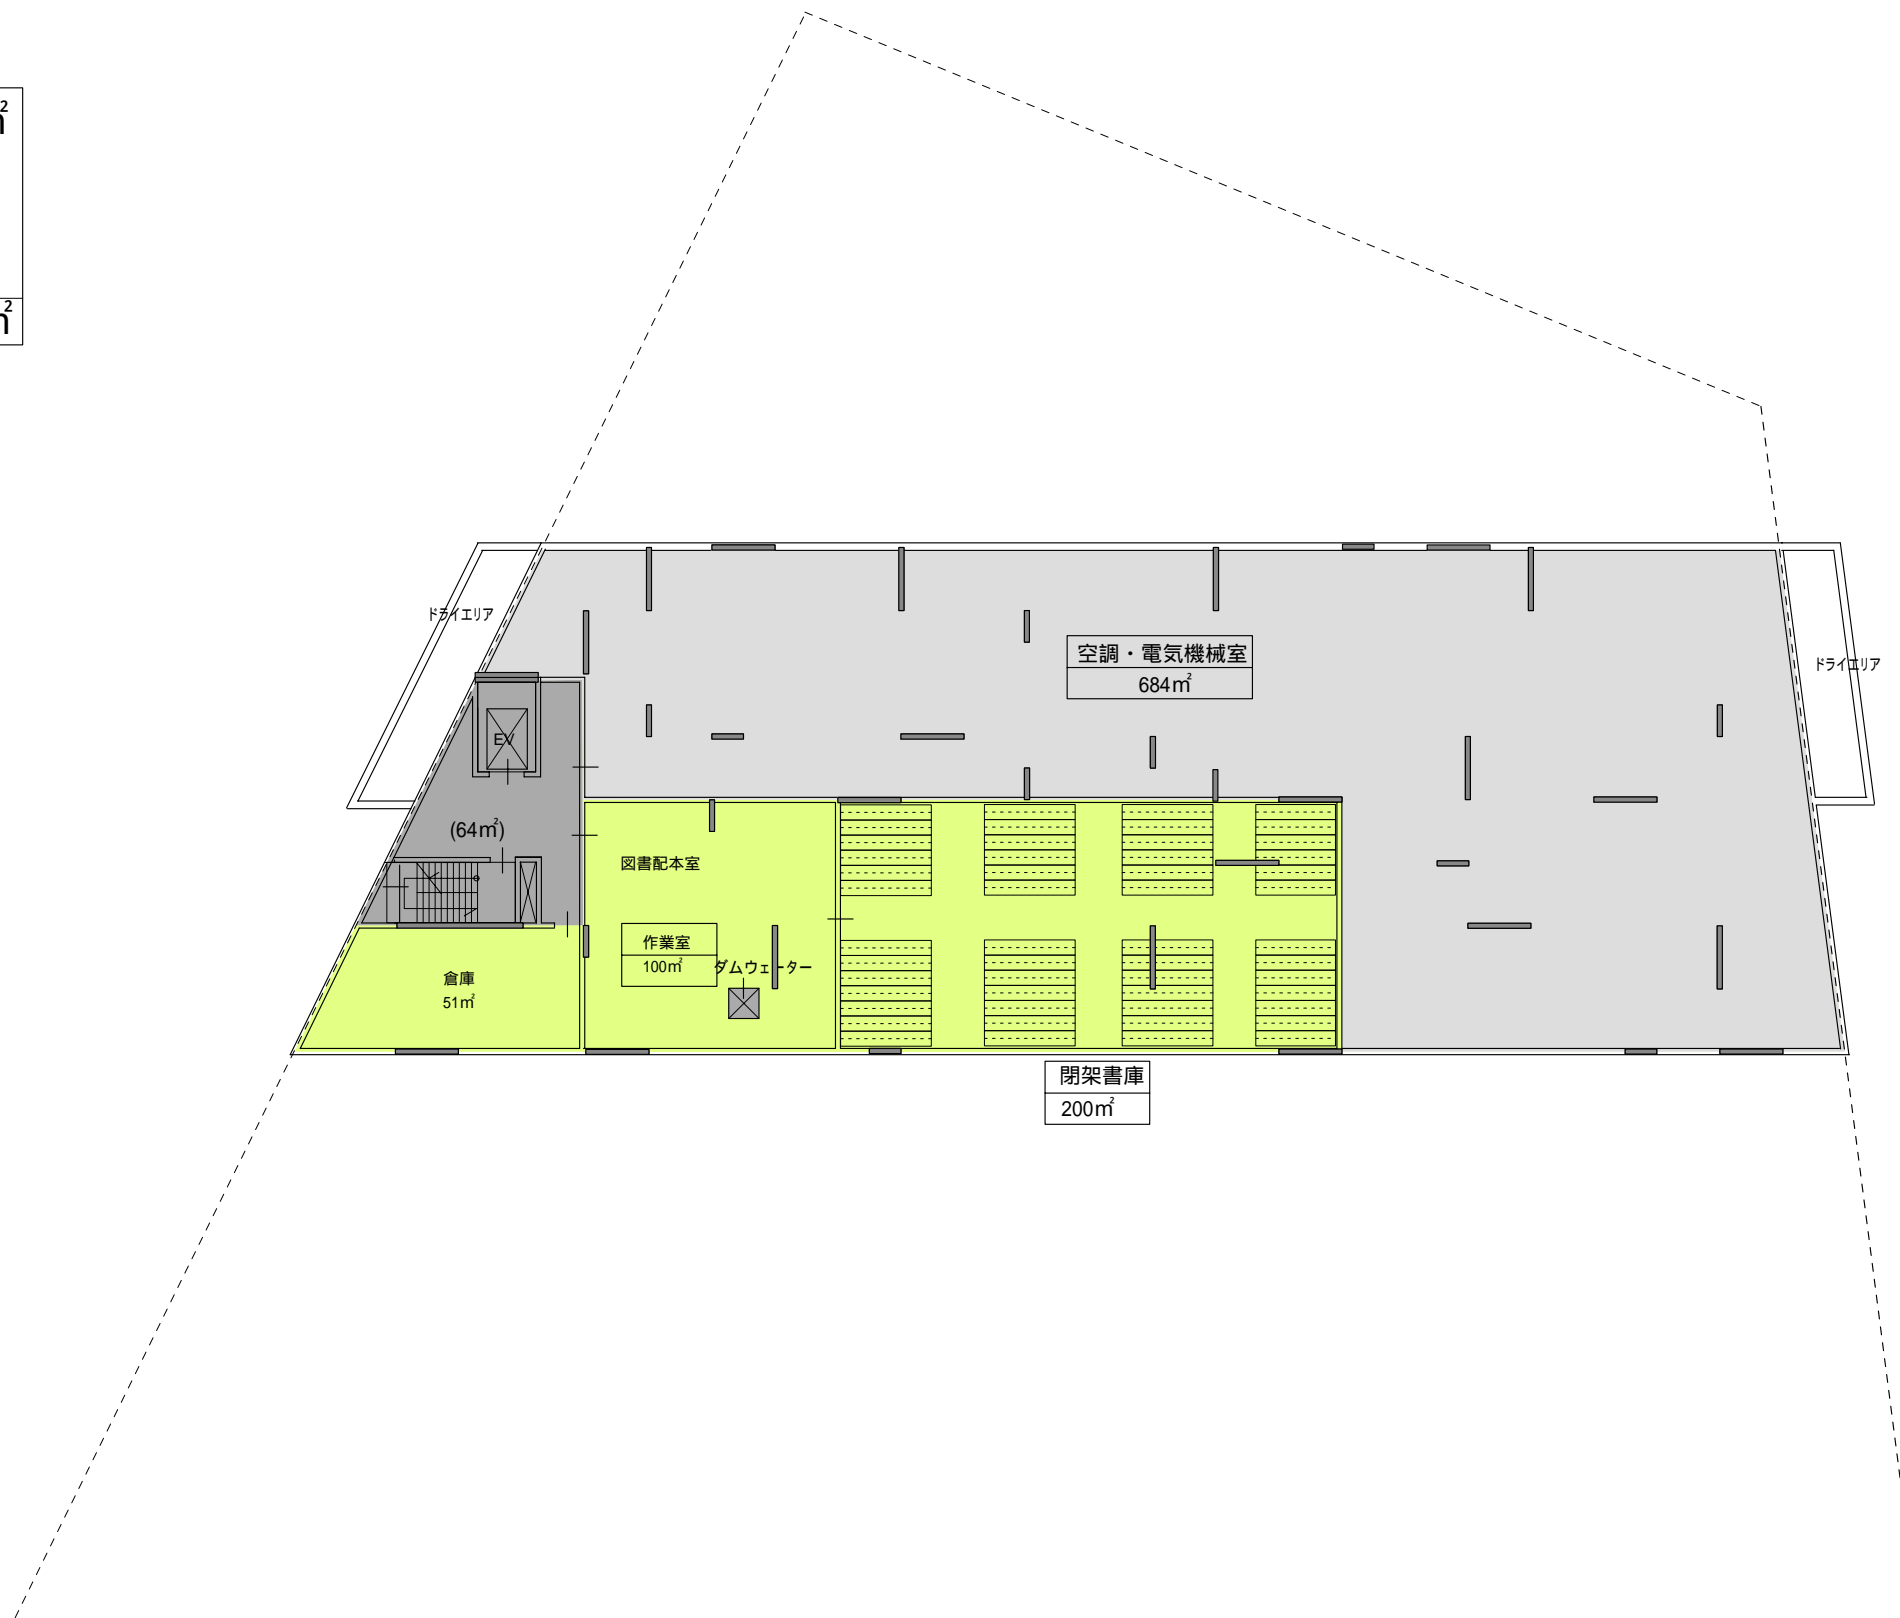 ㎡
㎡
ドライエリア
空調・電気機械室
684㎡
ドライエリア
EV
(64㎡)
図書配本室
作業室
100㎡
ダムウェーター
倉庫
51㎡
閉架書庫
200㎡